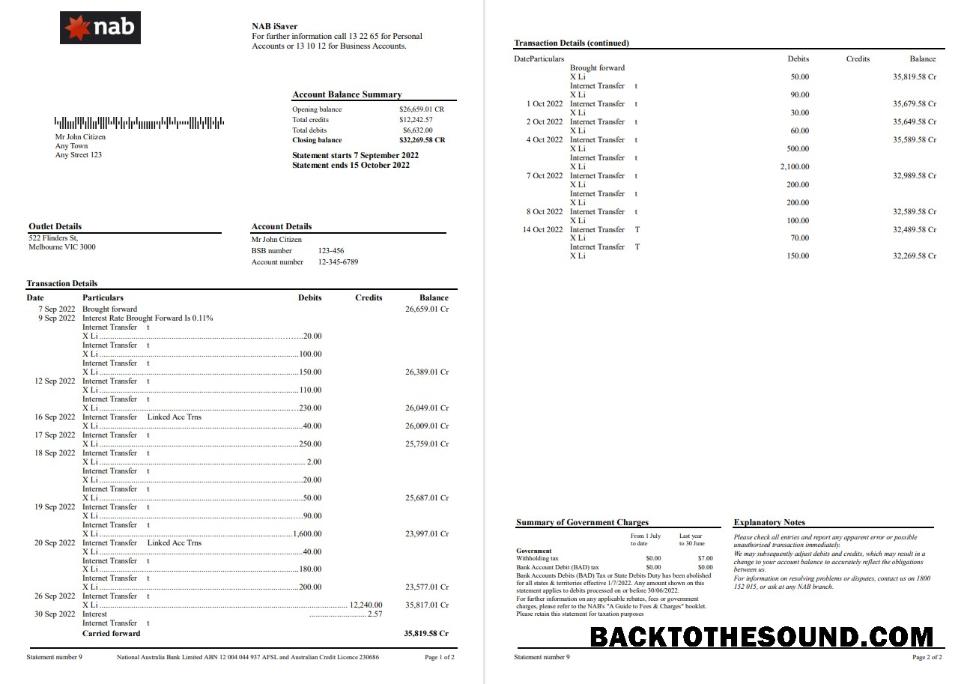 nab
NAB iSaver
For further information call 13 22 65 for Personal
Accounts or 13 10 12 for Business Accounts.
Account Balance Summary
Opening balance $26,659.01 CR
Total credits $12,242.57
Total debits $6,632.00
Closing balance $32,269.58 CR
Statement starts 7 September 2022
Statement ends 15 October 2022
Mr John Citizen
Any Town
Any Street 123
Outlet Details
522 Flinders St,
Melbourne VIC 3000
Account Details
Mr John Citizen
BSB number 123-456
Account number 12-345-6789
Transaction Details
Date Particulars Debits Credits Balance
7 Sep 2022 Brought forward 26,659.01 Cr
9 Sep 2022 Interest Rate Brought Forward Is 0.11%
Internet Transfer t
X Li 20.00
Internet Transfer t
X Li 100.00
Internet Transfer t
X Li 150.00 26,389.01 Cr
12 Sep 2022 Internet Transfer t
X Li 110.00
Internet Transfer t
X Li 230.00 26,049.01 Cr
16 Sep 2022 Internet Transfer Linked Acc Trns
X Li 40.00 26,009.01 Cr
17 Sep 2022 Internet Transfer t
X Li 250.00 25,759.01 Cr
18 Sep 2022 Internet Transfer t
X Li 2.00
Internet Transfer t
X Li 20.00
Internet Transfer t
X Li 50.00 25,687.01 Cr
19 Sep 2022 Internet Transfer t
X Li 90.00
Internet Transfer t
X Li 1,600.00 23,997.01 Cr
20 Sep 2022 Internet Transfer Linked Acc Trns
X Li 40.00
Internet Transfer t
X Li 180.00
Internet Transfer t
X Li 200.00 23,577.01 Cr
26 Sep 2022 Internet Transfer t
X Li 12,240.00 35,817.01 Cr
30 Sep 2022 Interest 2.57
Internet Transfer t
Carried forward 35,819.58 Cr
Statement number 9 National Australia Bank Limited ABN 12 004 044 937 AFSL and Australian Credit Licence 230686 Page 1 of 2
Transaction Details (continued)
DateParticulars Debits Credits Balance
Brought forward
X Li 50.00 35,819.58 Cr
Internet Transfer t
X Li 90.00
1 Oct 2022 Internet Transfer t 35,679.58 Cr
X Li 30.00
2 Oct 2022 Internet Transfer t 35,649.58 Cr
X Li 60.00
4 Oct 2022 Internet Transfer t 35,589.58 Cr
X Li 500.00
Internet Transfer t
X Li 2,100.00
7 Oct 2022 Internet Transfer t 32,989.58 Cr
X Li 200.00
Internet Transfer t
X Li 200.00
8 Oct 2022 Internet Transfer t 32,589.58 Cr
X Li 100.00
14 Oct 2022 Internet Transfer T 32,489.58 Cr
X Li 70.00
Internet Transfer T
X Li 150.00 32,269.58 Cr
Summary of Government Charges
From 1 July Last year
to date to 30 June
Government
Withholding tax $0.00 $7.00
Bank Account Debit (BAD) tax $0.00 $0.00
Bank Accounts Debits (BAD) Tax or State Debits Duty has been abolished
for all states & territories effective 1/7/2022. Any amount shown on this
statement applies to debits processed on or before 30/06/2022.
For further information on any applicable rebates, fees or government
charges, please refer to the NAB's "A Guide to Fees & Charges" booklet.
Please retain this statement for taxation purposes
Explanatory Notes
Please check all entries and report any apparent error or possible
unauthorised transaction immediately.
We may subsequently adjust debits and credits, which may result in a
change to your account balance to accurately reflect the obligations
between us.
For information on resolving problems or disputes, contact us on 1800
152 015, or ask at any NAB branch.
BACKTOTHESOUND.COM
Statement number 9 Page 2 of 2